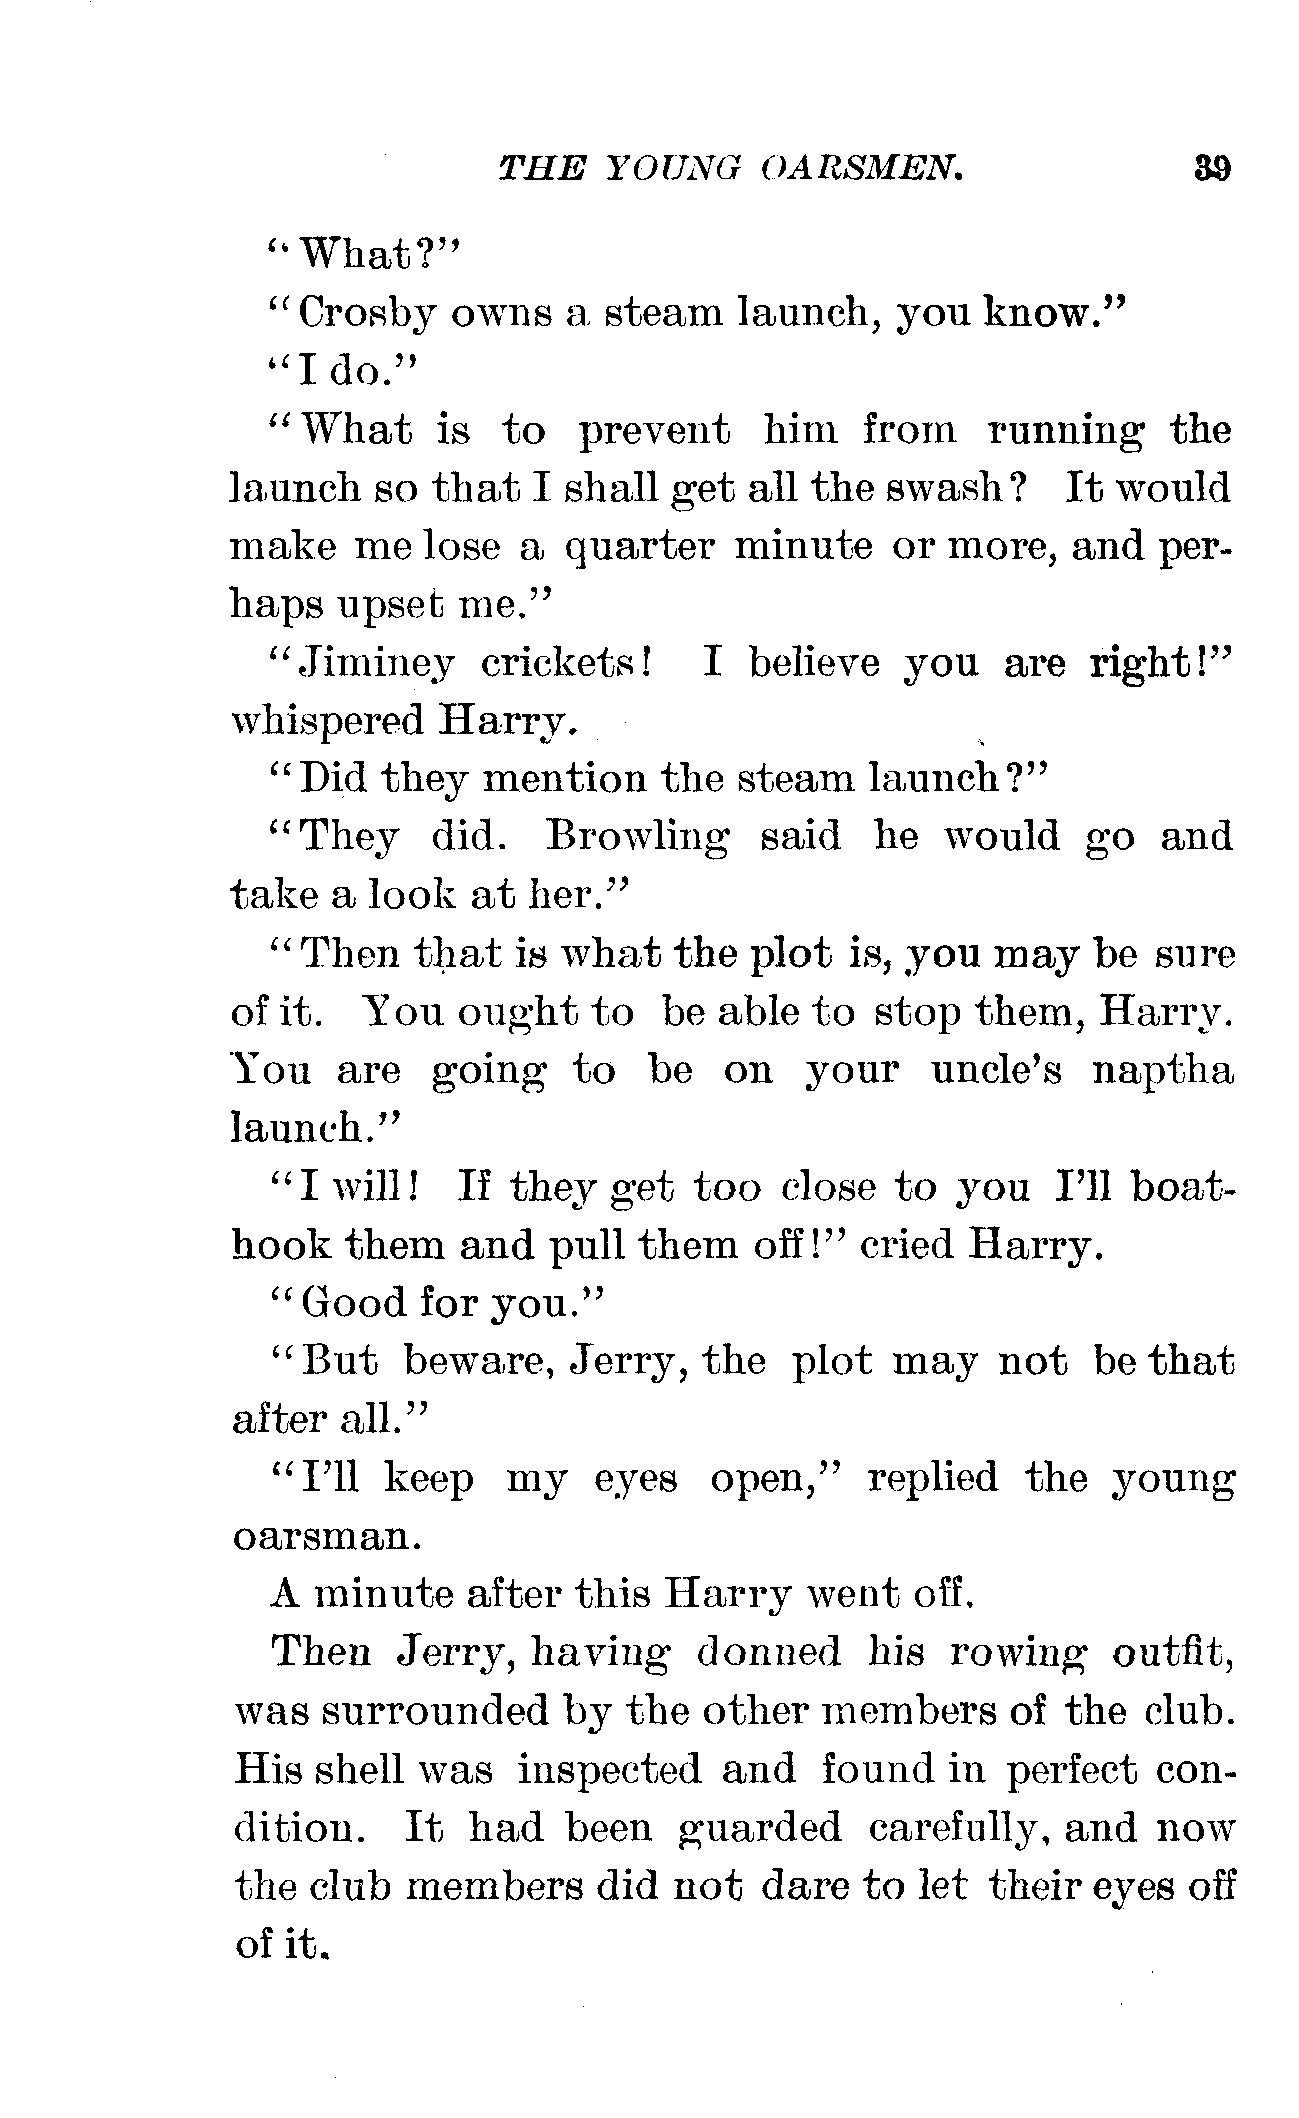 THE YOUNG OARSMEN. 39
"What?"
"Crosby owns a steam launch, you know."
"I do."
"What is to prevent him from running the
launch so that I shall get all the swash? It would
make me lose a quarter minute or more, and per-
haps upset me."
"Jiminey crickets! I believe you are right!"
whispered Harry.
"Did they mention the steam launch?"
"They did. Browling said he would go and
take a look at her."
"Then that is what the plot is, you may be sure
of it. You ought to be able to stop them, Harry.
You are going to be on your uncle's naptha
launch."
"I will! If they get too close to you I'll boat-
hook them and pull them off!" cried Harry.
"Good for you."
"But beware, Jerry, the plot may not be that
after all."
"I'll keep my eyes open," replied the young
oarsman.
A minute after this Harry went off.
Then Jerry, having donned his rowing outfit,
was surrounded by the other members of the club.
His shell was inspected and found in perfect con-
dition. It had been guarded carefully, and now
the club members did not dare to let their eyes off
of it.